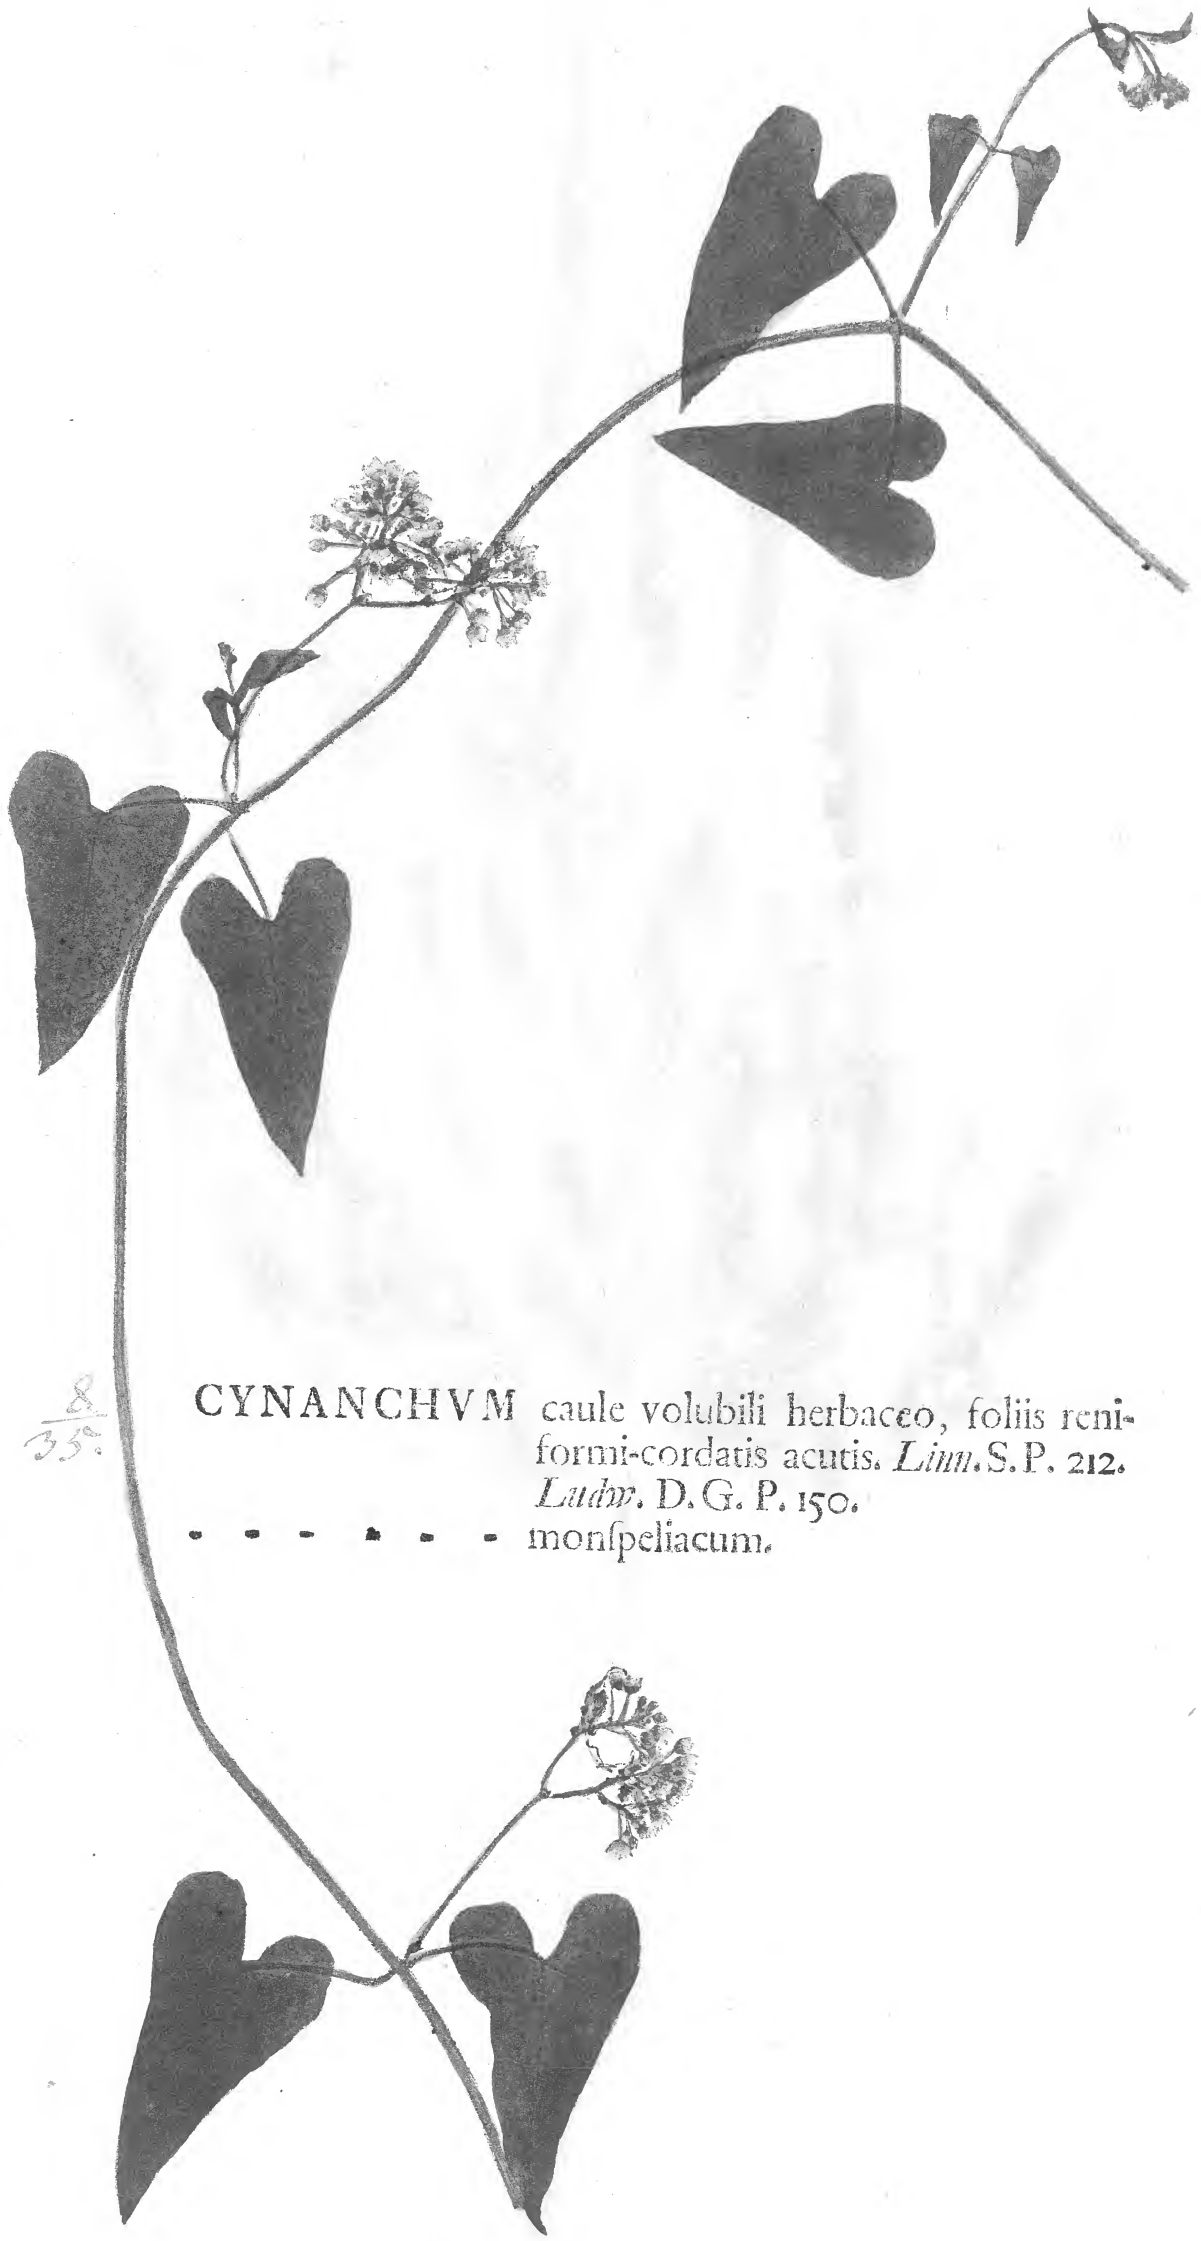 CYNANCHVM caule volubili herbaceo, foliis reni-
formi-cordatis acutis. Linn. S. P. 212.
Ludw. D. G. P. 150.
- - - - - - monſpeliacum.
8
35.